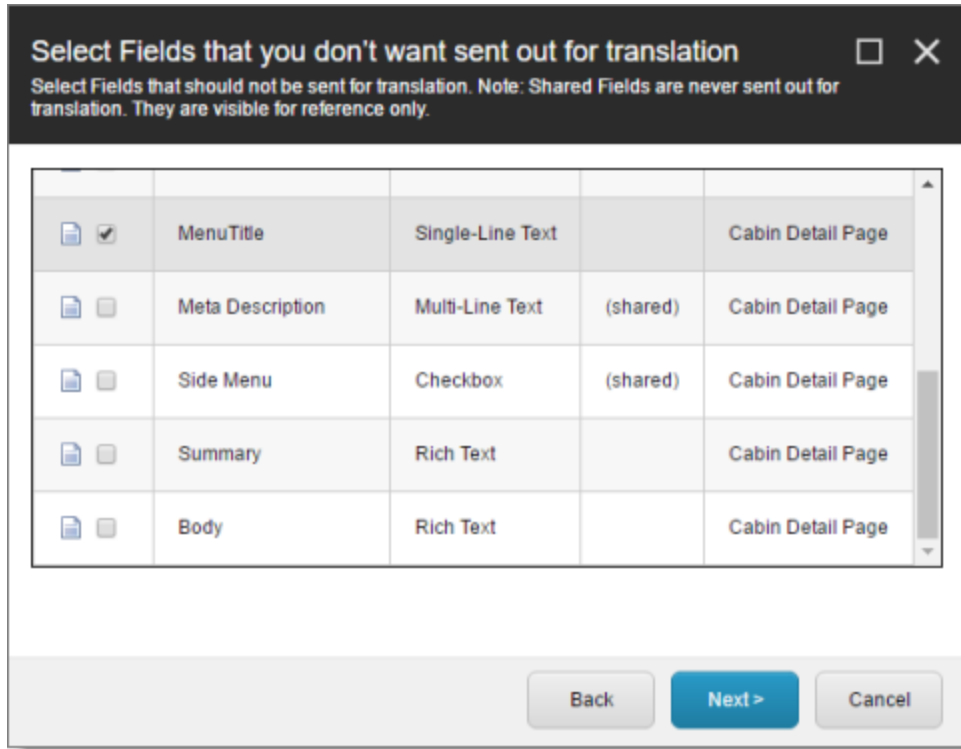 Select Fields that you don't want sent out for translation
Select Fields that should not be sent for translation. Note: Shared Fields are never sent out for
translation. They are visible for reference only.
MenuTitle Single-Line Text Cabin Detail Page
Meta Description Multi-Line Text (shared) Cabin Detail Page
Side Menu Checkbox (shared) Cabin Detail Page
Summary Rich Text Cabin Detail Page
Body Rich Text Cabin Detail Page
Back Next > Cancel